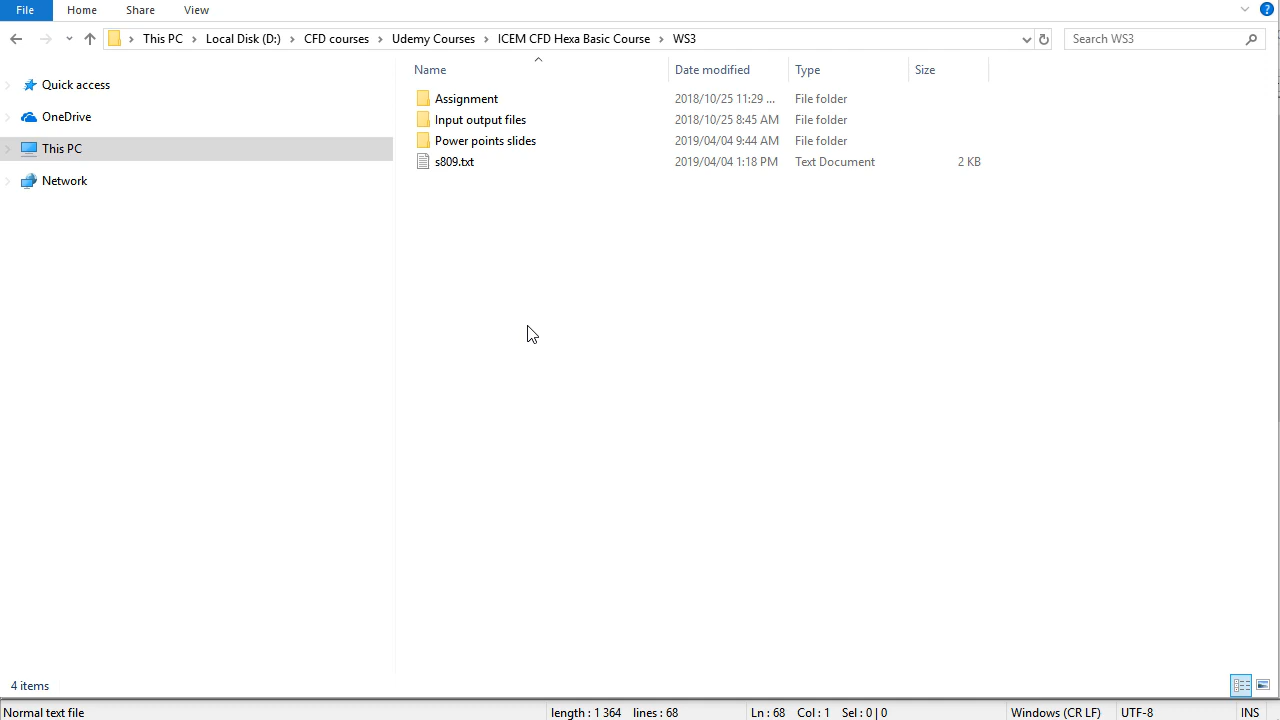 File Home Share View
This PC Local Disk (D:) CFD courses Udemy Courses ICEM CFD Hexa Basic Course WS3 Search WS3
Name Date modified Type Size
Quick access
OneDrive
This PC
Network
Assignment 2018/10/25 11:29 ... File folder
Input output files 2018/10/25 8:45 AM File folder
Power points slides 2019/04/04 9:44 AM File folder
s809.txt 2019/04/04 1:18 PM Text Document 2 KB
4 items
Normal text file length : 1 364 lines : 68 Ln : 68 Col : 1 Sel : 0 | 0 Windows (CR LF) UTF-8 INS